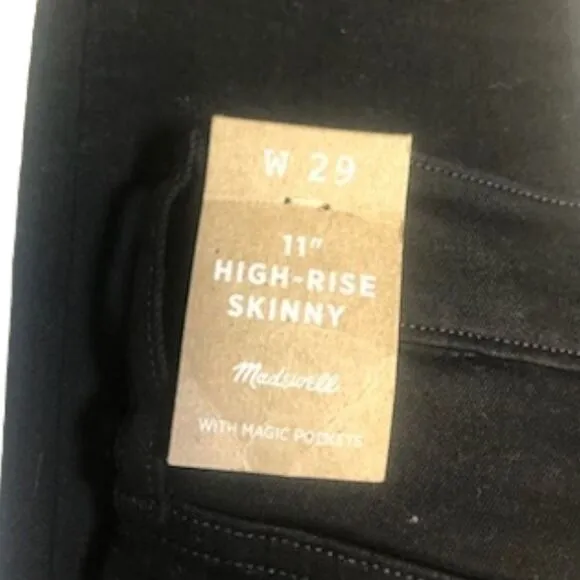 W 29
11"
HIGH-RISE
SKINNY
Madewell
WITH MAGIC POCKETS